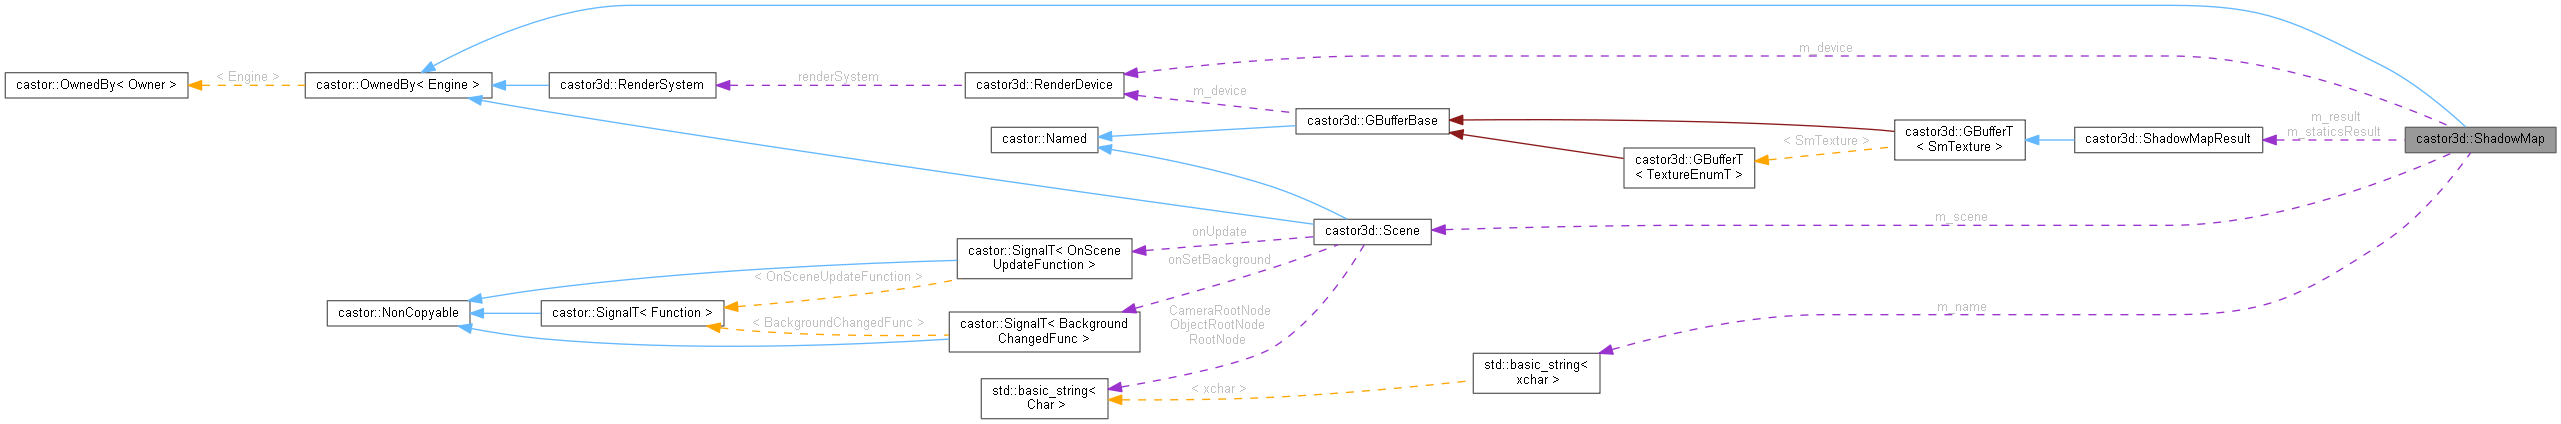 m_device
< Engine >
renderSystem
castor::OwnedBy< Owner >
castor::OwnedBy< Engine >
castor3d::RenderSystem
castor3d::RenderDevice
m_device
castor3d::GBufferBase
castor::Named
castor3d::GBufferT
< SmTexture >
< SmTexture >
castor3d::ShadowMapResult
m_result
m_staticsResult
castor3d::ShadowMap
castor3d::GBufferT
< TextureEnumT >
m_scene
castor3d::Scene
onUpdate
castor::SignalT< OnScene
UpdateFunction >
onSetBackground
< OnSceneUpdateFunction >
castor::NonCopyable
castor::SignalT< Function >
< BackgroundChangedFunc >
castor::SignalT< Background
ChangedFunc >
CameraRootNode
ObjectRootNode
RootNode
m_name
std::basic_string<
xchar >
< xchar >
std::basic_string<
Char >